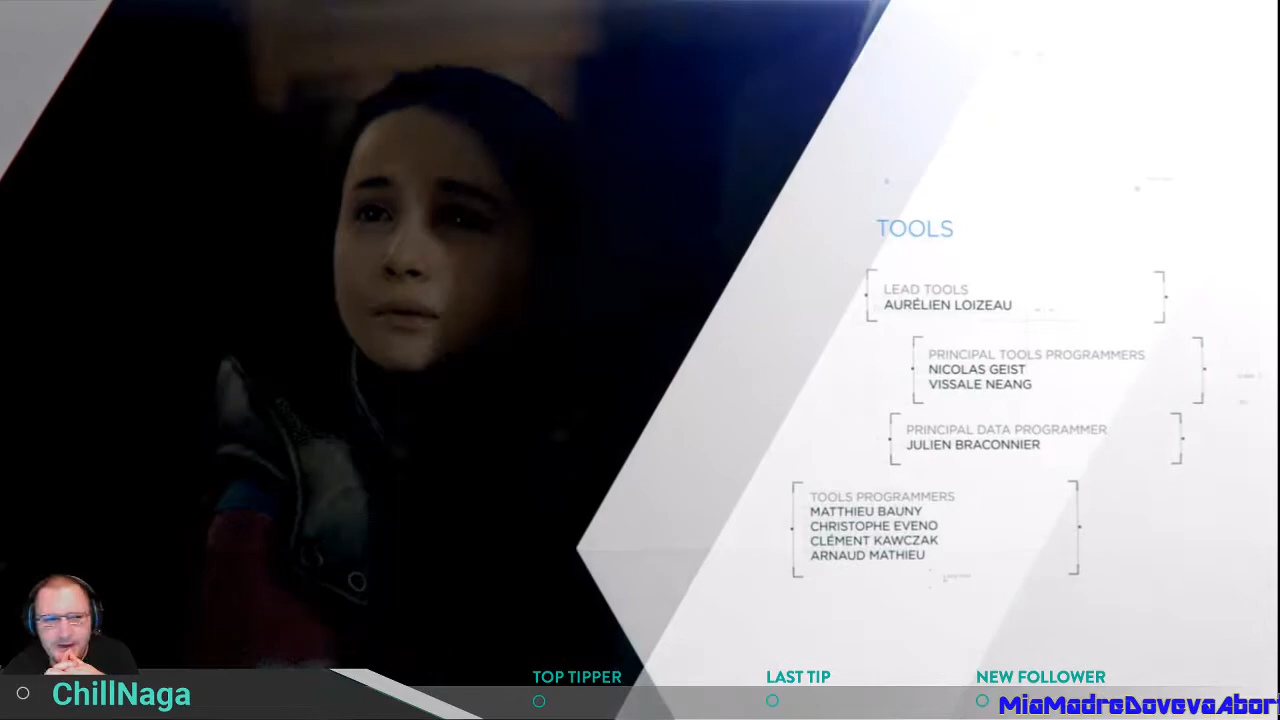 TOOLS
LEAD TOOLS
AURÉLIEN LOIZEAU
PRINCIPAL TOOLS PROGRAMMERS
NICOLAS GEIST
VISSALE NEANG
PRINCIPAL DATA PROGRAMMER
JULIEN BRACONNIER
TOOLS PROGRAMMERS
MATTHIEU BAUNY
CHRISTOPHE EVENO
CLÉMENT KAWCZAK
ARNAUD MATHIEU
ChillNaga
TOP TIPPER
LAST TIP
NEW FOLLOWER
MiaMadreDovevaAbor